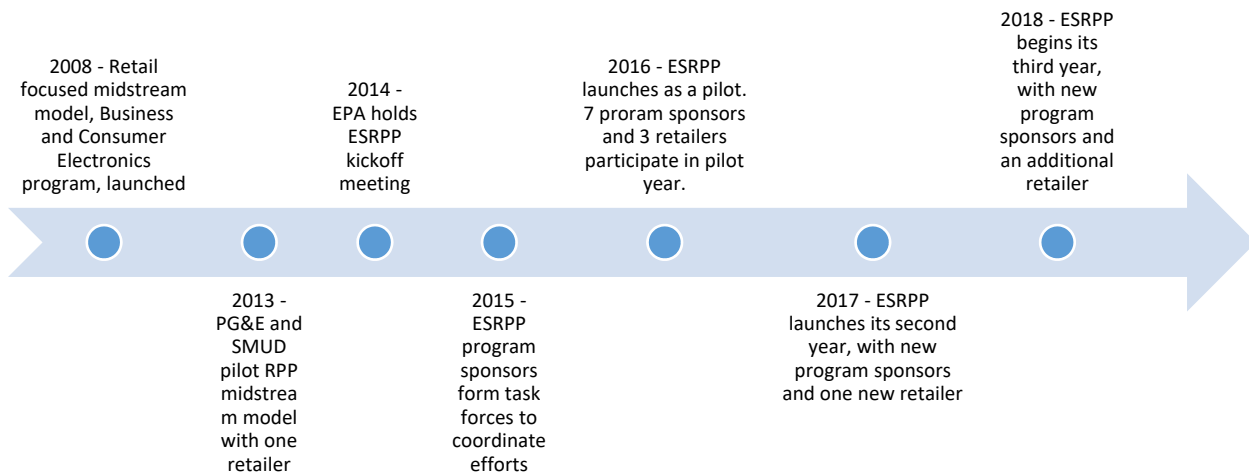 2008 - Retail
focused midstream
model, Business
and Consumer
Electronics
program, launched
2013 -
PG&E and
SMUD
pilot RPP
midstrea
m model
with one
retailer
2014 -
EPA holds
ESRPP
kickoff
meeting
2015 -
ESRPP
program
sponsors
form task
forces to
coordinate
efforts
2016 - ESRPP
launches as a pilot.
7 proram sponsors
and 3 retailers
participate in pilot
year.
2017 - ESRPP
launches its second
year, with new
program sponsors
and one new retailer
2018 - ESRPP
begins its
third year,
with new
program
sponsors and
an additional
retailer